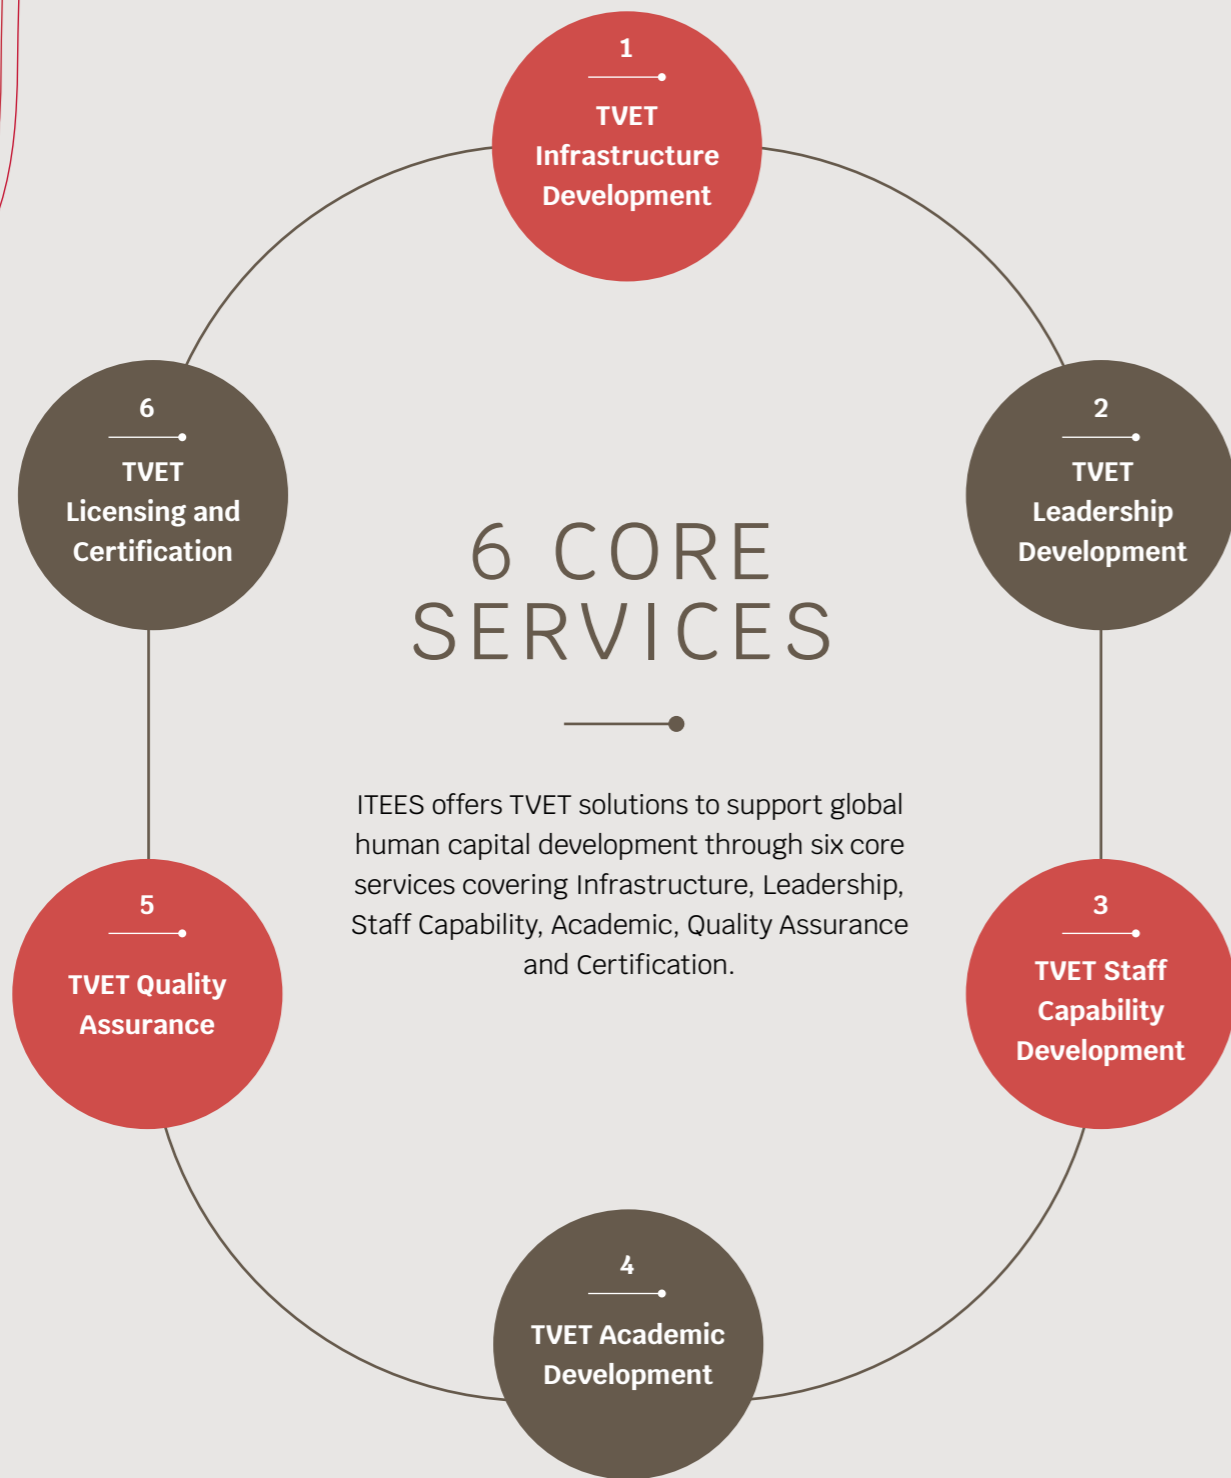 1
TVET
Infrastructure
Development
2
TVET
Leadership
Development
3
TVET Staff
Capability
Development
4
TVET Academic
Development
5
TVET Quality
Assurance
6
TVET
Licensing and
Certification
6 CORE
SERVICES
ITEES offers TVET solutions to support global
human capital development through six core
services covering Infrastructure, Leadership,
Staff Capability, Academic, Quality Assurance
and Certification.